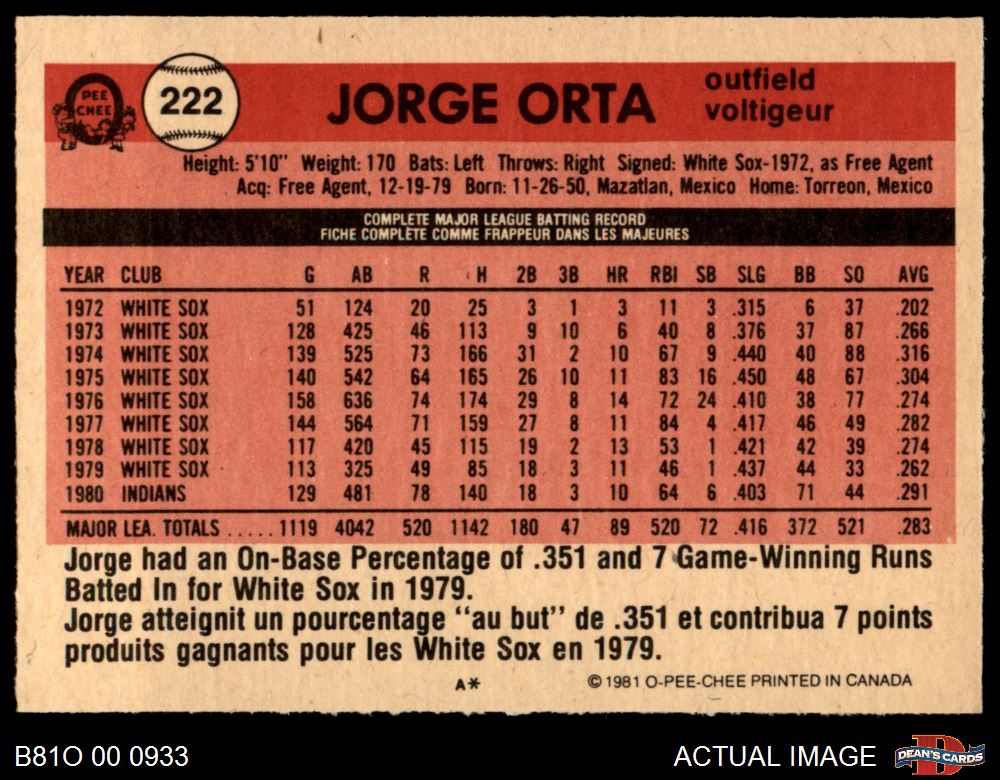 PEE
CHEE
222
JORGE ORTA
outfield
voltigeur
Height: 5'10" Weight: 170 Bats: Left Throws: Right Signed: White Sox-1972, as Free Agent
Acq: Free Agent, 12-19-79 Born: 11-26-50, Mazatlan, Mexico Home: Torreon, Mexico
COMPLETE MAJOR LEAGUE BATTING RECORD
FICHE COMPLÈTE COMME FRAPPEUR DANS LES MAJEURES
YEAR CLUB G AB R H 2B 3B HR RBI SB SLG BB SO AVG
1972 WHITE SOX 51 124 20 25 3 1 3 11 3 .315 6 37 .202
1973 WHITE SOX 128 425 46 113 9 10 6 40 8 .376 37 87 .266
1974 WHITE SOX 139 525 73 166 31 2 10 67 9 .440 40 88 .316
1975 WHITE SOX 140 542 64 165 26 10 11 83 16 .450 48 67 .304
1976 WHITE SOX 158 636 74 174 29 8 14 72 24 .410 38 77 .274
1977 WHITE SOX 144 564 71 159 27 8 11 84 4 .417 46 49 .282
1978 WHITE SOX 117 420 45 115 19 2 13 53 1 .421 42 39 .274
1979 WHITE SOX 113 325 49 85 18 3 11 46 1 .437 44 33 .262
1980 INDIANS 129 481 78 140 18 3 10 64 6 .403 71 44 .291
MAJOR LEA. TOTALS ..... 1119 4042 520 1142 180 47 89 520 72 .416 372 521 .283
Jorge had an On-Base Percentage of .351 and 7 Game-Winning Runs
Batted In for White Sox in 1979.
Jorge atteignit un pourcentage "au but" de .351 et contribua 7 points
produits gagnants pour les White Sox en 1979.
A* © 1981 O-PEE-CHEE PRINTED IN CANADA
B81O 00 0933
ACTUAL IMAGE
DEAN'S CARDS